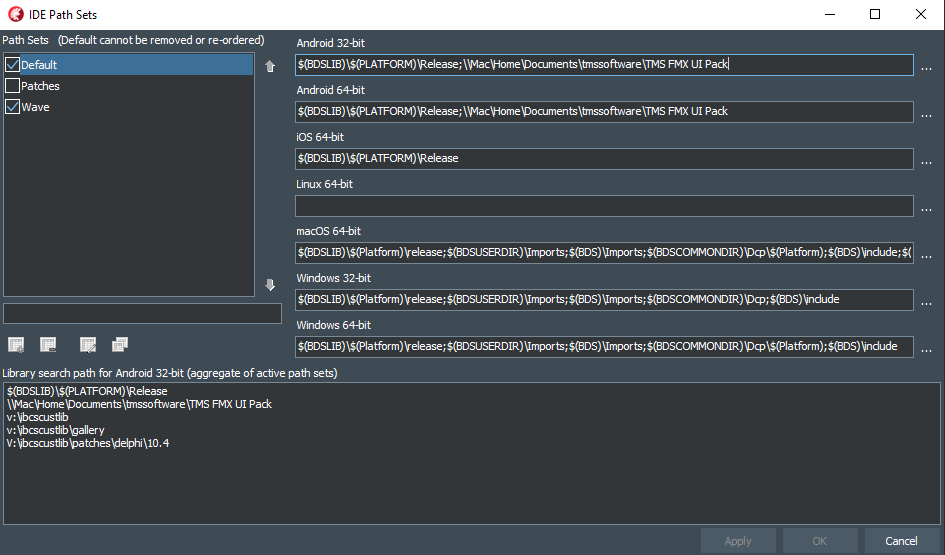 IDE Path Sets
Path Sets (Default cannot be removed or re-ordered)
Default
Patches
Wave
Android 32-bit
$(BDSLIB)\$(PLATFORM)\Release;\\Mac\Home\Documents\tmssoftware\TMS FMX UI Pack
...
Android 64-bit
$(BDSLIB)\$(PLATFORM)\Release;\\Mac\Home\Documents\tmssoftware\TMS FMX UI Pack
...
iOS 64-bit
$(BDSLIB)\$(PLATFORM)\Release
...
Linux 64-bit
...
macOS 64-bit
$(BDSLIB)\$(Platform)\release;$(BDSUSERDIR)\Imports;$(BDS)\Imports;$(BDSCOMMONDIR)\Dcp\$(Platform);$(BDS)\include;$(
...
Windows 32-bit
$(BDSLIB)\$(Platform)\release;$(BDSUSERDIR)\Imports;$(BDS)\Imports;$(BDSCOMMONDIR)\Dcp;$(BDS)\include
...
Windows 64-bit
$(BDSLIB)\$(Platform)\release;$(BDSUSERDIR)\Imports;$(BDS)\Imports;$(BDSCOMMONDIR)\Dcp\$(Platform);$(BDS)\include
...
Library search path for Android 32-bit (aggregate of active path sets)
$(BDSLIB)\$(PLATFORM)\Release
\\Mac\Home\Documents\tmssoftware\TMS FMX UI Pack
v:\ibcscustlib
v:\ibcscustlib\gallery
V:\ibcscustlib\patches\delphi\10.4
Apply
OK
Cancel